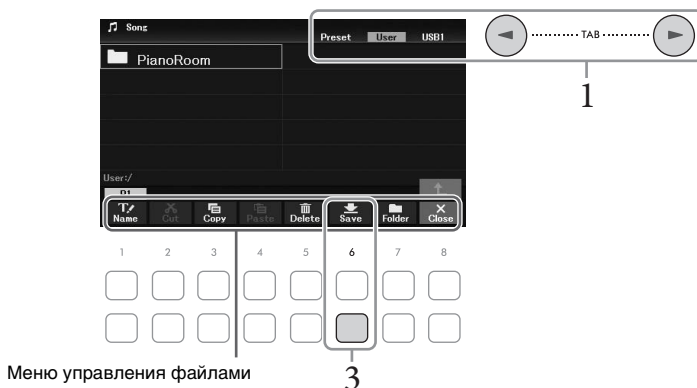 Song
Preset User USB1
TAB
1
PianoRoom
User:/
P1
Name Cut Copy Paste Delete Save Folder Close
1 2 3 4 5 6 7 8
Меню управления файлами
3